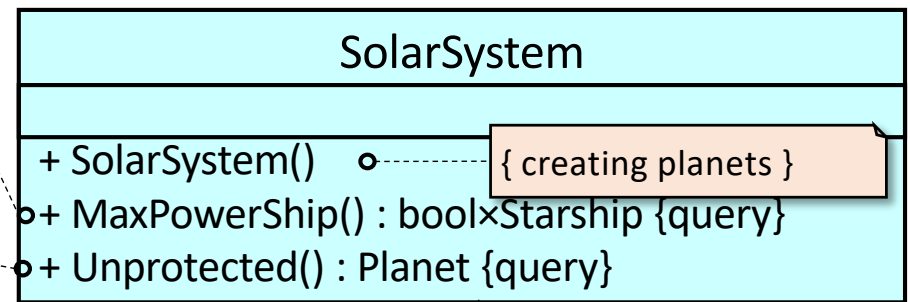 SolarSystem
+ SolarSystem()
{ creating planets }
+ MaxPowerShip() : bool×Starship {query}
+ Unprotected() : Planet {query}